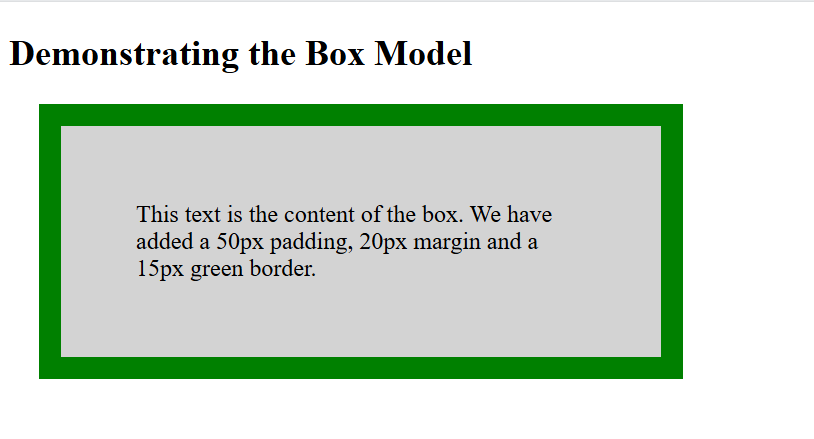 Demonstrating the Box Model
This text is the content of the box. We have
added a 50px padding, 20px margin and a
15px green border.